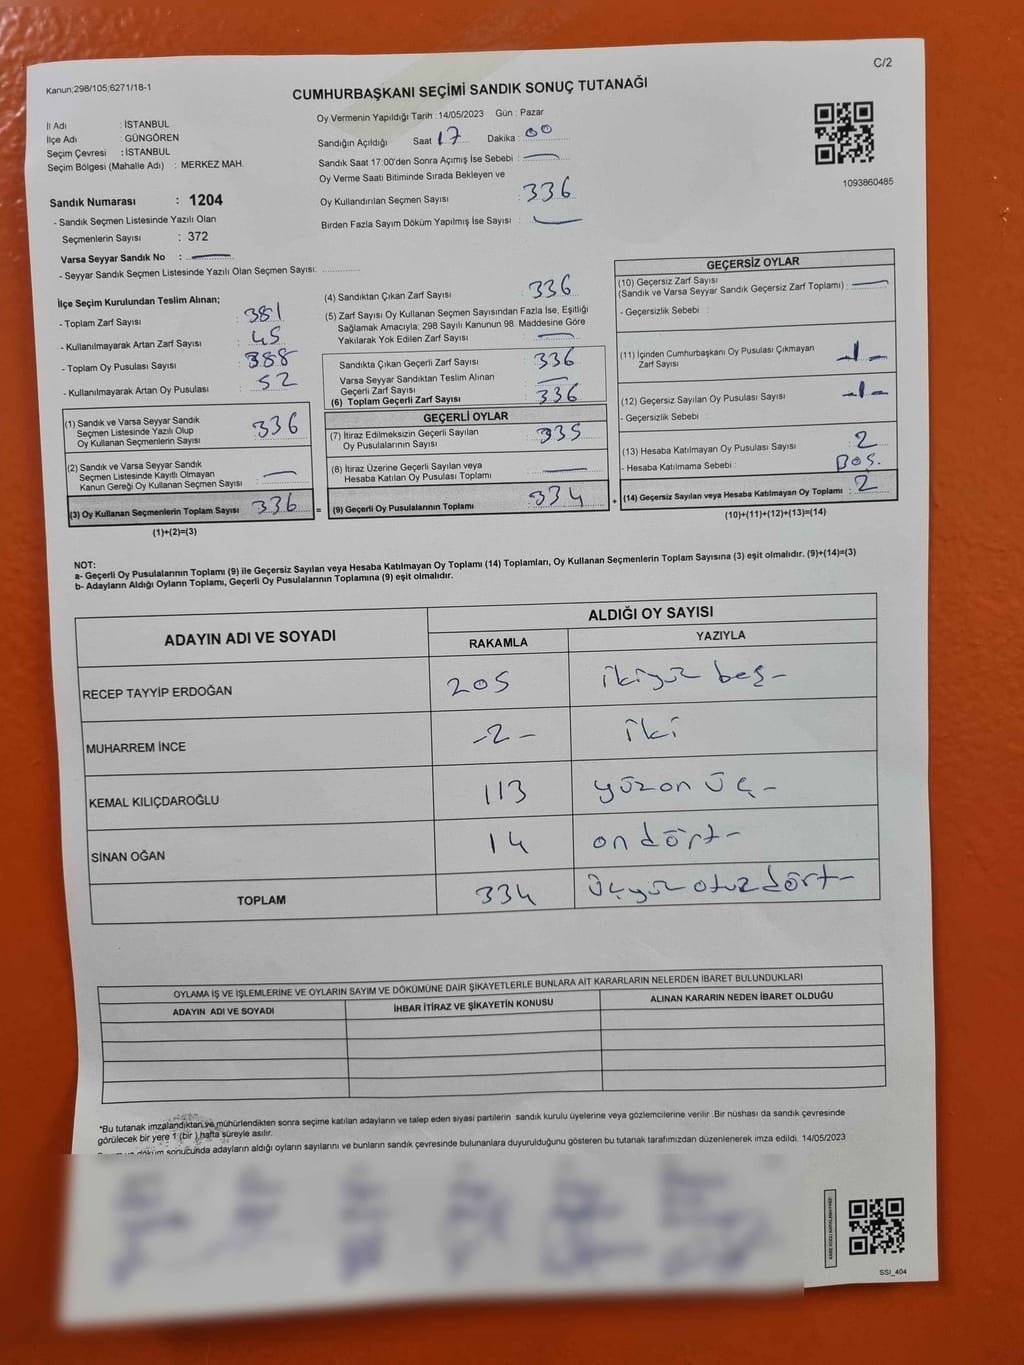 C/2
Kanun;298/105;6271/18-1
CUMHURBAŞKANI SEÇİMİ SANDIK SONUÇ TUTANAĞI
İl Adı : İSTANBUL
İlçe Adı : GÜNGÖREN
Seçim Çevresi : İSTANBUL
Seçim Bölgesi (Mahalle Adı) : MERKEZ MAH.
Oy Vermenin Yapıldığı Tarih : 14/05/2023 Gün : Pazar
Sandığın Açıldığı Saat 17 Dakika : 00
Sandık Saat 17:00'den Sonra Açımış İse Sebebi :
Oy Verme Saati Bitiminde Sırada Bekleyen ve
Oy Kullandırılan Seçmen Sayısı : 336
Birden Fazla Sayım Döküm Yapılmış İse Sayısı :
1093860485
Sandık Numarası : 1204
- Sandık Seçmen Listesinde Yazılı Olan
Seçmenlerin Sayısı : 372
Varsa Seyyar Sandık No :
- Seyyar Sandık Seçmen Listesinde Yazılı Olan Seçmen Sayısı:
İlçe Seçim Kurulundan Teslim Alınan;
- Toplam Zarf Sayısı : 381
- Kullanılmayarak Artan Zarf Sayısı : 45
- Toplam Oy Pusulası Sayısı : 388
- Kullanılmayarak Artan Oy Pusulası : 52
(1) Sandık ve Varsa Seyyar Sandık
Seçmen Listesinde Yazılı Olup
Oy Kullanan Seçmenlerin Sayısı : 336
(2) Sandık ve Varsa Seyyar Sandık
Seçmen Listesinde Kayıtlı Olmayan
Kanun Gereği Oy Kullanan Seçmen Sayısı :
(3) Oy Kullanan Seçmenlerin Toplam Sayısı : 336
(1)+(2)=(3)
(4) Sandıktan Çıkan Zarf Sayısı : 336
(5) Zarf Sayısı Oy Kullanan Seçmen Sayısından Fazla İse, Eşitliği
Sağlamak Amacıyla; 298 Sayılı Kanunun 98. Maddesine Göre
Yakılarak Yok Edilen Zarf Sayısı :
Sandıkta Çıkan Geçerli Zarf Sayısı : 336
Varsa Seyyar Sandıktan Teslim Alınan
Geçerli Zarf Sayısı :
(6) Toplam Geçerli Zarf Sayısı : 336
GEÇERLİ OYLAR
(7) İtiraz Edilmeksizin Geçerli Sayılan
Oy Pusulalarının Sayısı : 335
(8) İtiraz Üzerine Geçerli Sayılan veya
Hesaba Katılan Oy Pusulası Toplamı :
= (9) Geçerli Oy Pusulalarının Toplamı : 334 +
GEÇERSİZ OYLAR
(10) Geçersiz Zarf Sayısı
(Sandık ve Varsa Seyyar Sandık Geçersiz Zarf Toplamı) :
- Geçersizlik Sebebi :
(11) İçinden Cumhurbaşkanı Oy Pusulası Çıkmayan
Zarf Sayısı : -1-
(12) Geçersiz Sayılan Oy Pusulası Sayısı : -1-
- Geçersizlik Sebebi :
(13) Hesaba Katılmayan Oy Pusulası Sayısı : 2
- Hesaba Katılmama Sebebi : BOŞ.
(14) Geçersiz Sayılan veya Hesaba Katılmayan Oy Toplamı : 2
(10)+(11)+(12)+(13)=(14)
NOT:
a- Geçerli Oy Pusulalarının Toplamı (9) ile Geçersiz Sayılan veya Hesaba Katılmayan Oy Toplamı (14) Toplamları, Oy Kullanan Seçmenlerin Toplam Sayısına (3) eşit olmalıdır. (9)+(14)=(3)
b- Adayların Aldığı Oyların Toplamı, Geçerli Oy Pusulalarının Toplamına (9) eşit olmalıdır.
ADAYIN ADI VE SOYADI ALDIĞI OY SAYISI
RAKAMLA YAZIYLA
RECEP TAYYİP ERDOĞAN 205 ikiyüz beş-
MUHARREM İNCE -2- iki
KEMAL KILIÇDAROĞLU 113 yüzon üç-
SİNAN OĞAN 14 on dört-
TOPLAM 334 üçyüz otuzdört-
OYLAMA İŞ VE İŞLEMLERİNE VE OYLARIN SAYIM VE DÖKÜMÜNE DAİR ŞİKAYETLERLE BUNLARA AİT KARARLARIN NELERDEN İBARET BULUNDUKLARI
ADAYIN ADI VE SOYADI İHBAR İTİRAZ VE ŞİKAYETİN KONUSU ALINAN KARARIN NEDEN İBARET OLDUĞU
*Bu tutanak imzalandıktan ve mühürlendikten sonra seçime katılan adayların ve talep eden siyasi partilerin sandık kurulu üyelerine veya gözlemcilerine verilir .Bir nüshası da sandık çevresinde
görülecek bir yere 1 (bir ) hafta süreyle asılır.
döküm sonucunda adayların aldığı oyların sayılarını ve bunların sandık çevresinde bulunanlara duyurulduğunu gösteren bu tutanak tarafımızdan düzenlenerek imza edildi. 14/05/2023
SSI_404